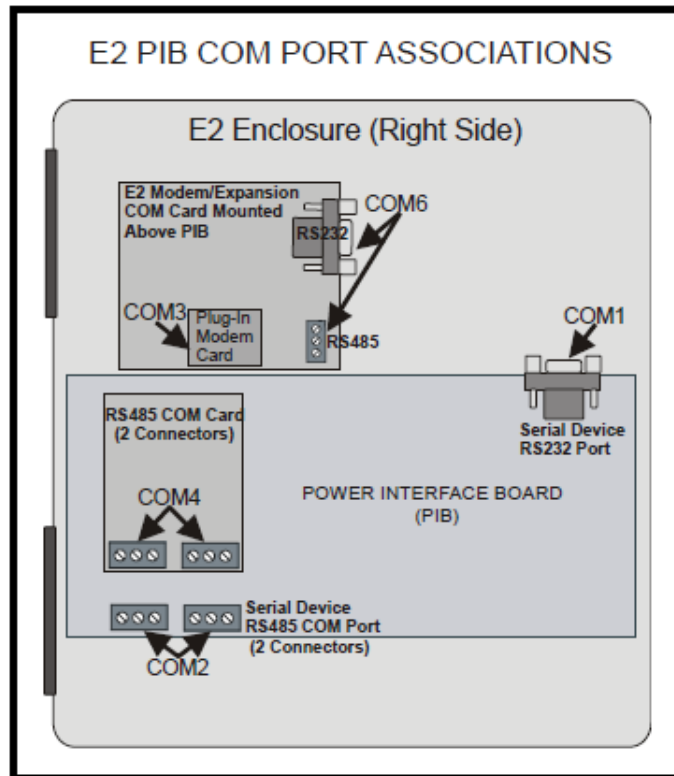 E2 PIB COM PORT ASSOCIATIONS
E2 Enclosure (Right Side)
E2 Modem/Expansion
COM Card Mounted
Above PIB
COM6
RS232
COM3
Plug-In
Modem
Card
RS485
COM1
RS485 COM Card
(2 Connectors)
Serial Device
RS232 Port
COM4
POWER INTERFACE BOARD
(PIB)
Serial Device
RS485 COM Port
(2 Connectors)
COM2